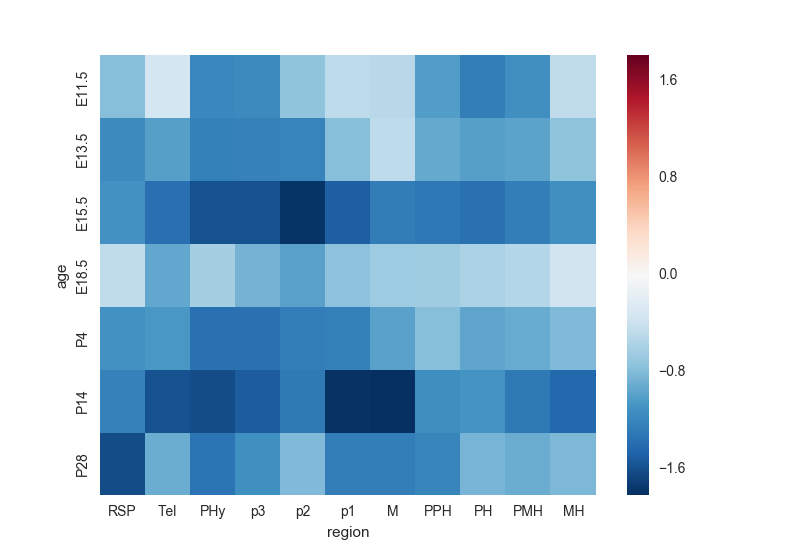 E11.5
E13.5
E15.5
E18.5
P4
P14
P28
age
RSP Tel PHy p3 p2 p1 M PPH PH PMH MH
region
1.6
0.8
0.0
−0.8
−1.6